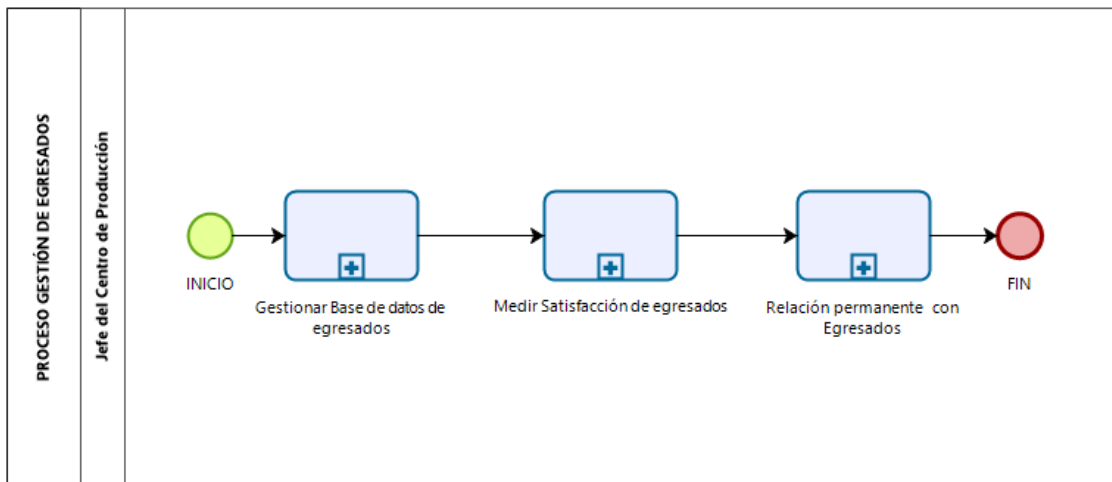 PROCESO GESTIÓN DE EGRESADOS
Jefe del Centro de Producción
INICIO
Gestionar Base de datos de
egresados
Medir Satisfacción de egresados
Relación permanente con
Egresados
FIN